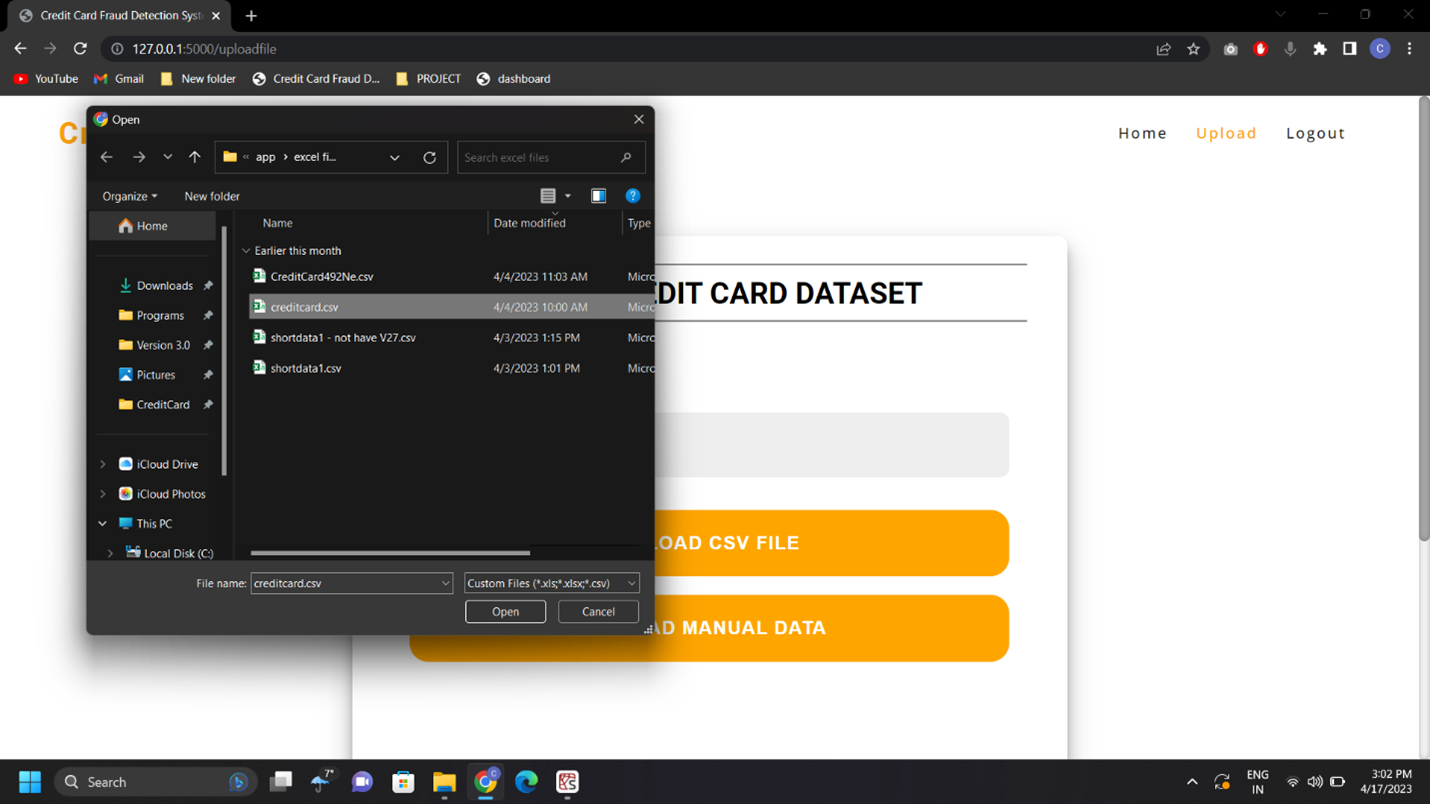 Credit Card Fraud Detection Syst
127.0.0.1:5000/uploadfile
C
YouTube
Gmail
New folder
Credit Card Fraud D...
PROJECT
dashboard
Home
Upload
Logout
Open
app › excel fi...
Search excel files
Organize
New folder
Home
Downloads
Programs
Version 3.0
Pictures
CreditCard
iCloud Drive
iCloud Photos
This PC
Local Disk (C:)
Name
Date modified
Type
Earlier this month
CreditCard492Ne.csv 4/4/2023 11:03 AM Micro
creditcard.csv 4/4/2023 10:00 AM Micro
shortdata1 - not have V27.csv 4/3/2023 1:15 PM Micro
shortdata1.csv 4/3/2023 1:01 PM Micro
File name: creditcard.csv
Custom Files (*.xls;*.xlsx;*.csv)
Open
Cancel
EDIT CARD DATASET
LOAD CSV FILE
AD MANUAL DATA
Search
7°
ENG
IN
3:02 PM
4/17/2023